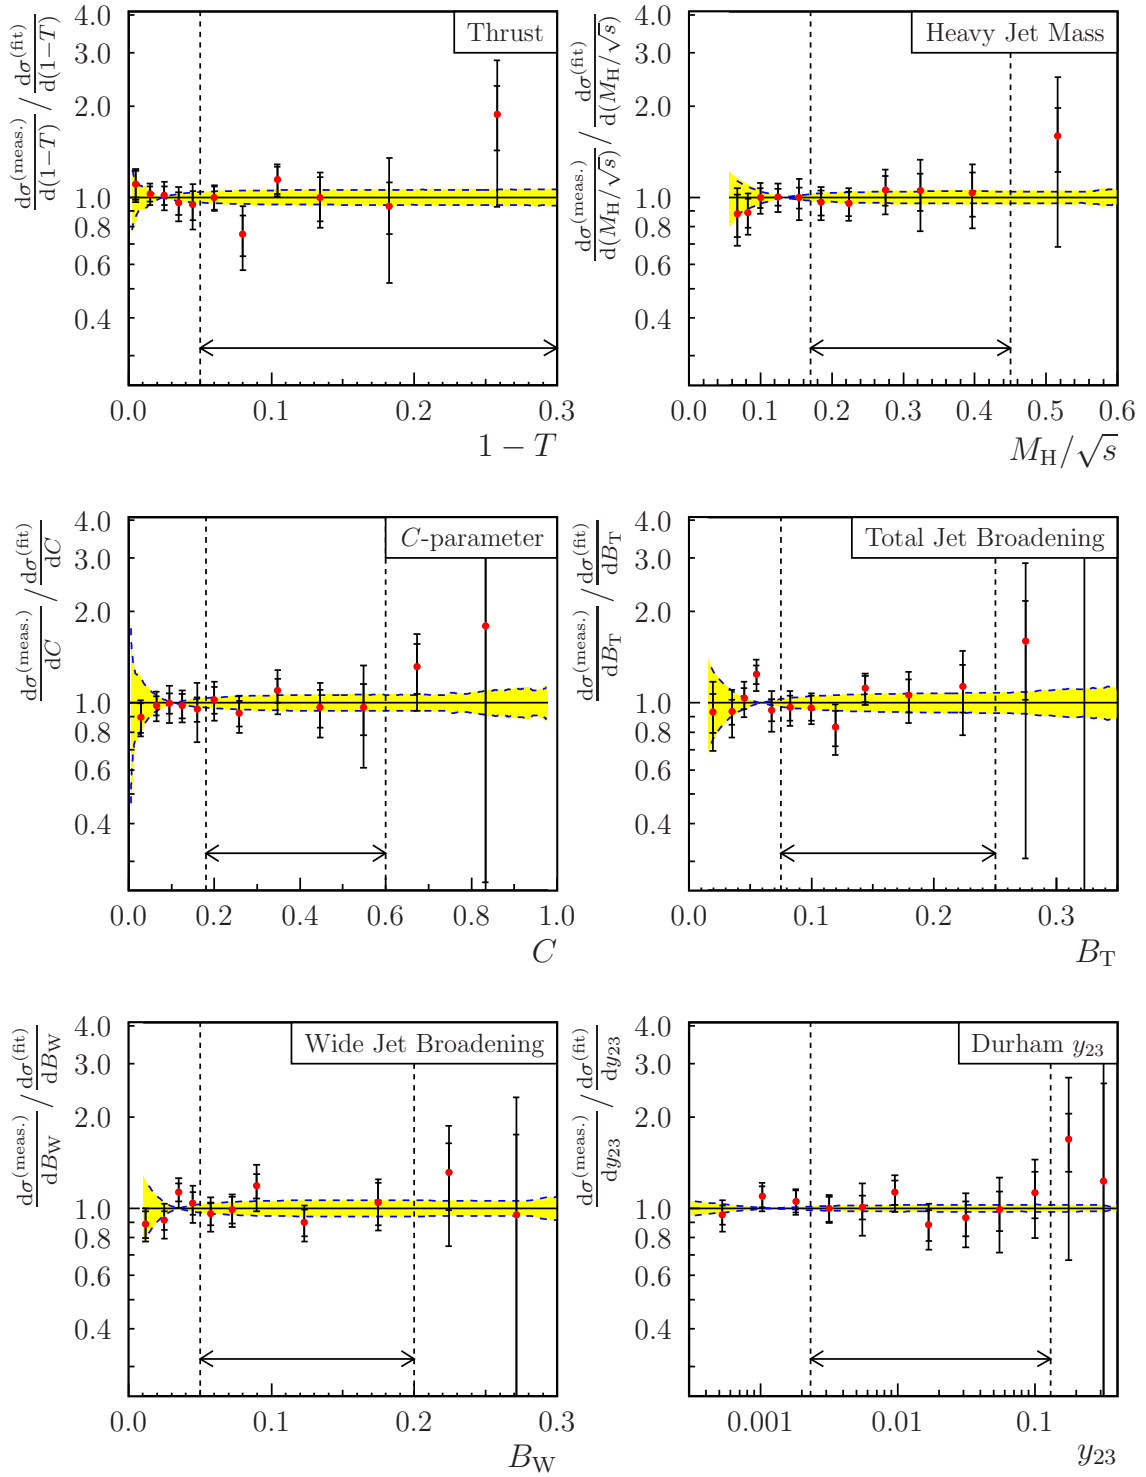 4.0
3.0
2.0
1.0
0.8
0.6
0.4
dσ(meas.)/d(1−T) / dσ(fit)/d(1−T)
Thrust
0.0 0.1 0.2 0.3
1 − T
4.0
3.0
2.0
1.0
0.8
0.6
0.4
dσ(meas.)/d(M_H/√s) / dσ(fit)/d(M_H/√s)
Heavy Jet Mass
0.0 0.1 0.2 0.3 0.4 0.5 0.6
M_H/√s
4.0
3.0
2.0
1.0
0.8
0.6
0.4
dσ(meas.)/dC / dσ(fit)/dC
C-parameter
0.0 0.2 0.4 0.6 0.8 1.0
C
4.0
3.0
2.0
1.0
0.8
0.6
0.4
dσ(meas.)/dB_T / dσ(fit)/dB_T
Total Jet Broadening
0.0 0.1 0.2 0.3
B_T
4.0
3.0
2.0
1.0
0.8
0.6
0.4
dσ(meas.)/dB_W / dσ(fit)/dB_W
Wide Jet Broadening
0.0 0.1 0.2 0.3
B_W
4.0
3.0
2.0
1.0
0.8
0.6
0.4
dσ(meas.)/dy_23 / dσ(fit)/dy_23
Durham y_23
0.001 0.01 0.1
y_23